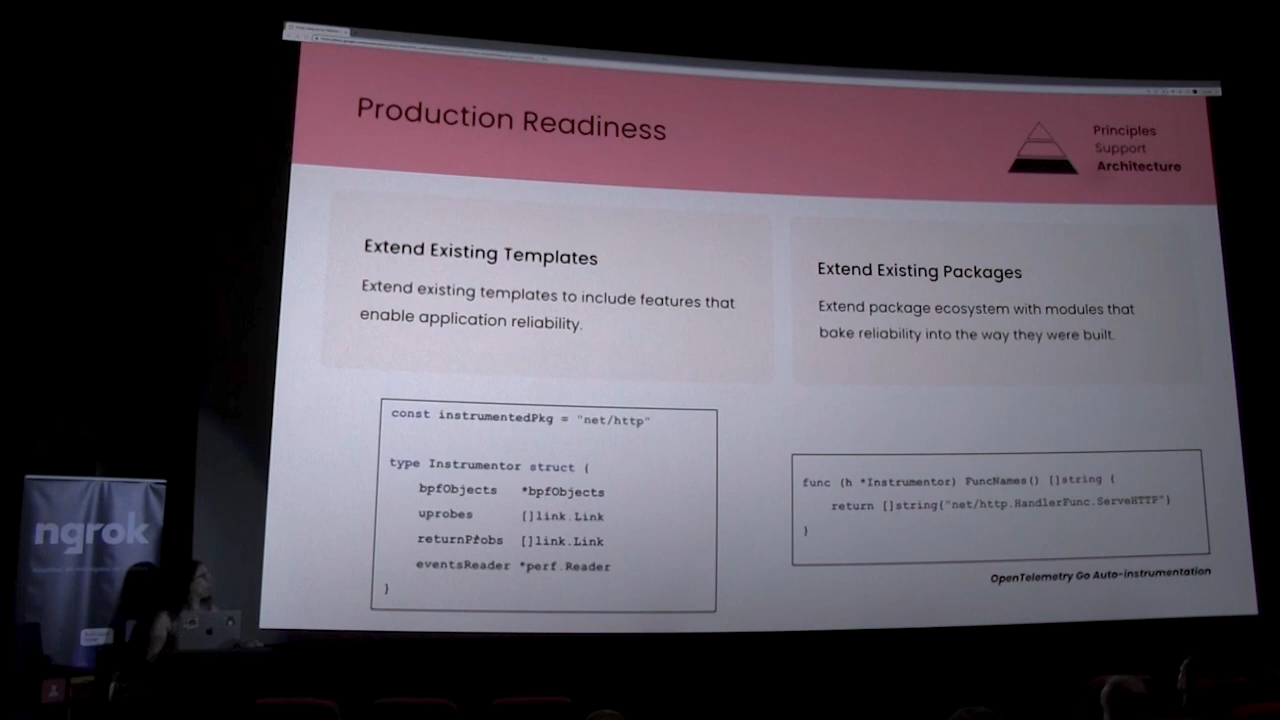 Production Readiness
Principles
Support
Architecture
Extend Existing Templates
Extend existing templates to include features that
enable application reliability.
Extend Existing Packages
Extend package ecosystem with modules that
bake reliability into the way they were built.
const instrumentedPkg = "net/http"
type Instrumentor struct {
bpfObjects *bpfObjects
uprobes []link.Link
returnProbs []link.Link
eventsReader *perf.Reader
}
func (h *Instrumentor) FuncNames() []string {
return []string{"net/http.HandlerFunc.ServeHTTP"}
}
OpenTelemetry Go Auto-instrumentation
ngrok